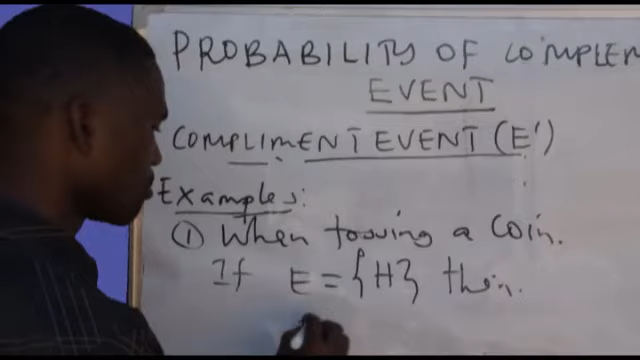 PROBABILITY OF COMPLEM
EVENT
COMPLIMENT EVENT (E')
Examples:
① When tossing a coin.
If E = {H} then.